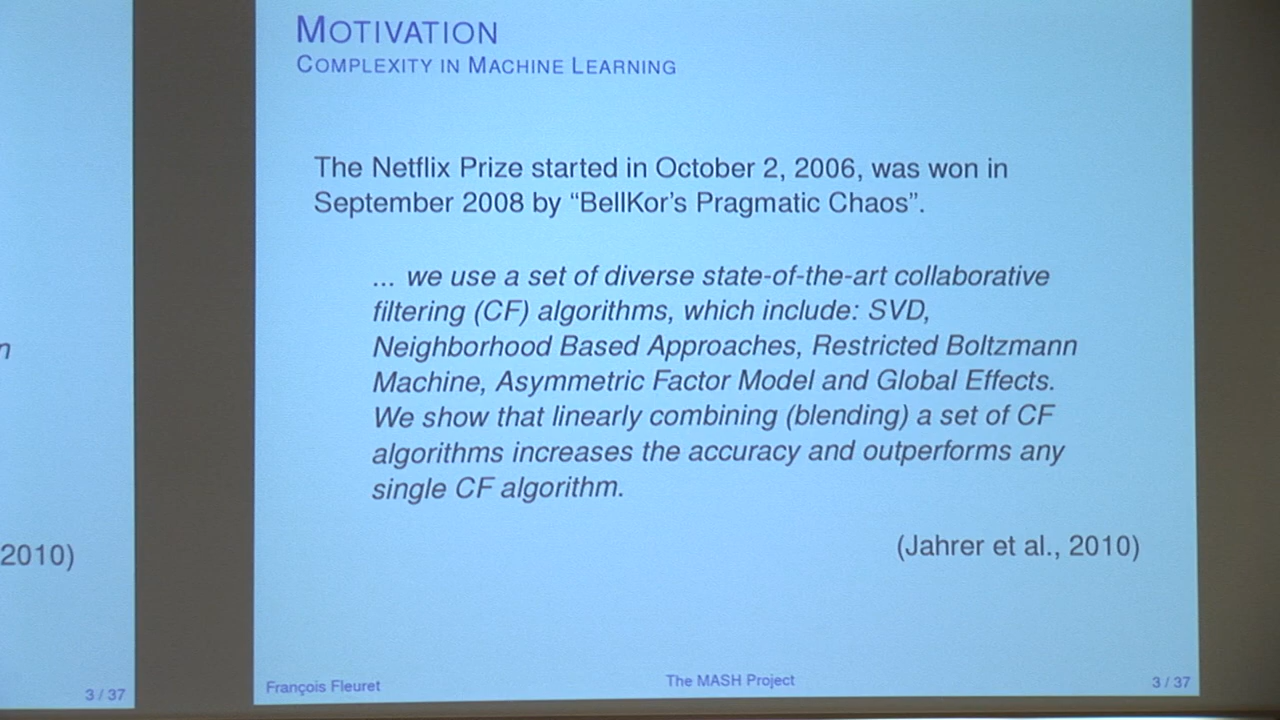 MOTIVATION
COMPLEXITY IN MACHINE LEARNING
The Netflix Prize started in October 2, 2006, was won in
September 2008 by “BellKor’s Pragmatic Chaos”.
... we use a set of diverse state-of-the-art collaborative
filtering (CF) algorithms, which include: SVD,
Neighborhood Based Approaches, Restricted Boltzmann
Machine, Asymmetric Factor Model and Global Effects.
We show that linearly combining (blending) a set of CF
algorithms increases the accuracy and outperforms any
single CF algorithm.
(Jahrer et al., 2010)
François Fleuret
The MASH Project
3 / 37
n
2010)
3 / 37